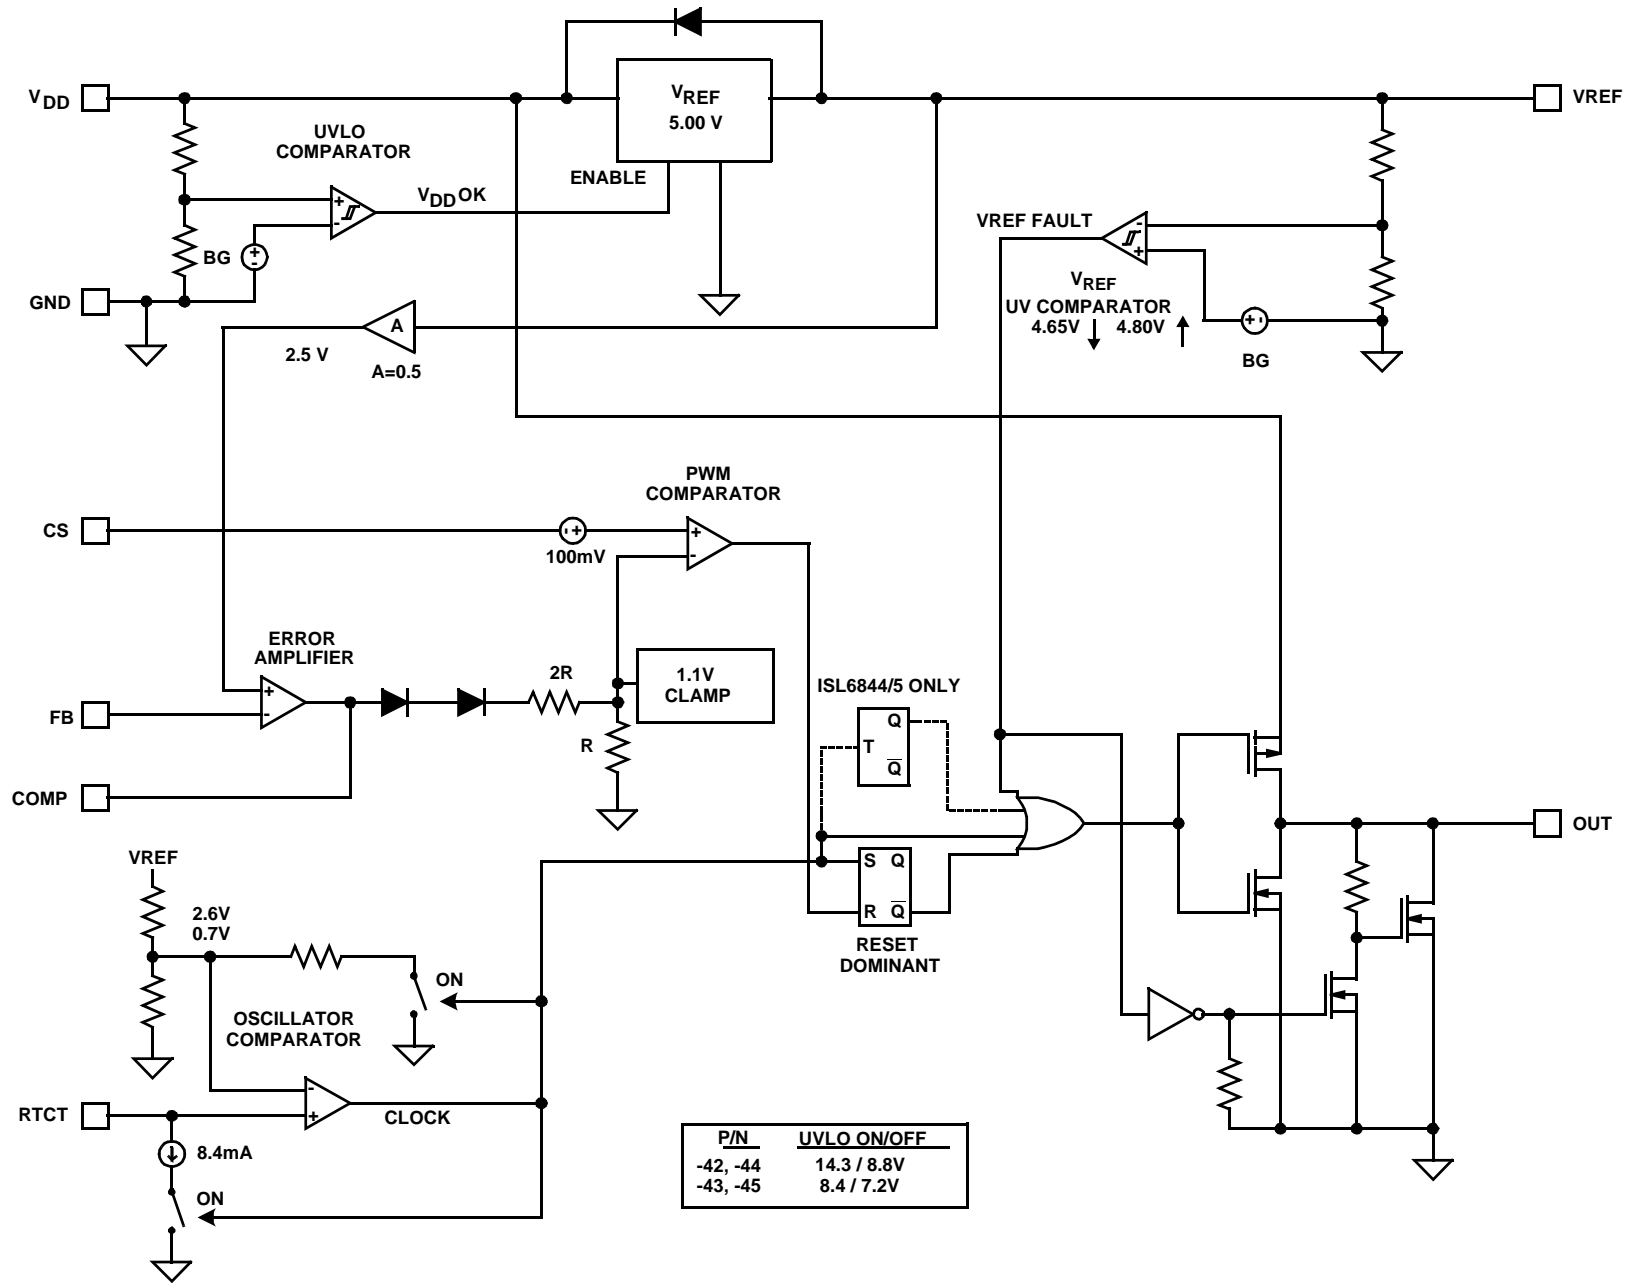 VDD
VREF
5.00 V
VREF
UVLO
COMPARATOR
ENABLE
VDDOK
+
-
BG
+
-
GND
VREF FAULT
-
+
VREF
UV COMPARATOR
4.65V 4.80V
+ -
BG
A
2.5 V
A=0.5
PWM
COMPARATOR
CS
- +
100mV
+
-
ERROR
AMPLIFIER
+
-
FB
2R
1.1V
CLAMP
R
COMP
ISL6844/5 ONLY
Q
T
Q
OUT
VREF
2.6V
0.7V
S Q
R Q
RESET
DOMINANT
ON
OSCILLATOR
COMPARATOR
-
+
RTCT
CLOCK
8.4mA
ON
P/N UVLO ON/OFF
-42, -44 14.3 / 8.8V
-43, -45 8.4 / 7.2V